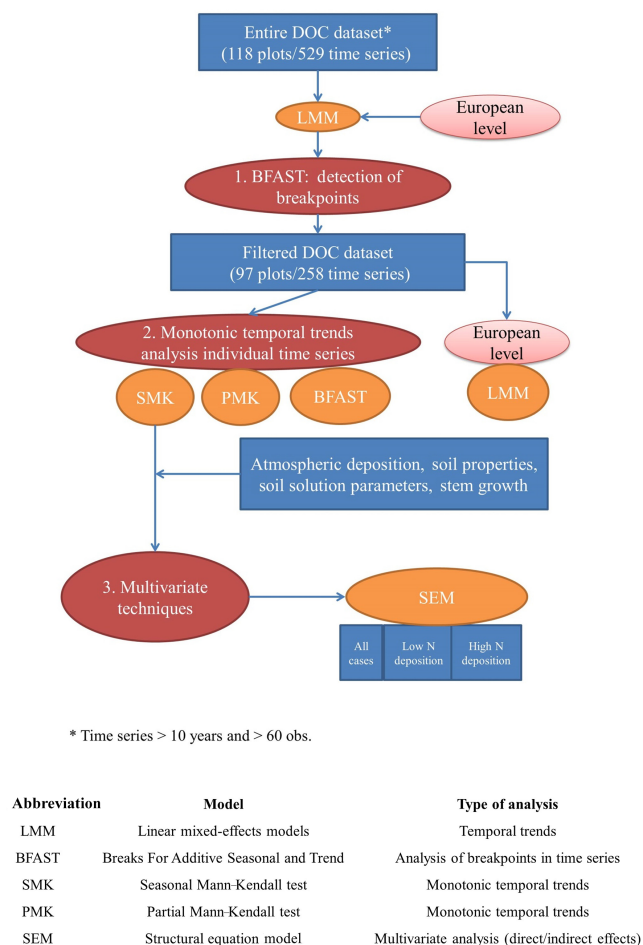 Entire DOC dataset*
(118 plots/529 time series)
LMM
European
level
1. BFAST: detection of
breakpoints
Filtered DOC dataset
(97 plots/258 time series)
2. Monotonic temporal trends
analysis individual time series
European
level
SMK
PMK
BFAST
LMM
Atmospheric deposition, soil properties,
soil solution parameters, stem growth
3. Multivariate
techniques
SEM
All
cases
Low N
deposition
High N
deposition
* Time series > 10 years and > 60 obs.
Abbreviation Model Type of analysis
LMM Linear mixed-effects models Temporal trends
BFAST Breaks For Additive Seasonal and Trend Analysis of breakpoints in time series
SMK Seasonal Mann-Kendall test Monotonic temporal trends
PMK Partial Mann-Kendall test Monotonic temporal trends
SEM Structural equation model Multivariate analysis (direct/indirect effects)